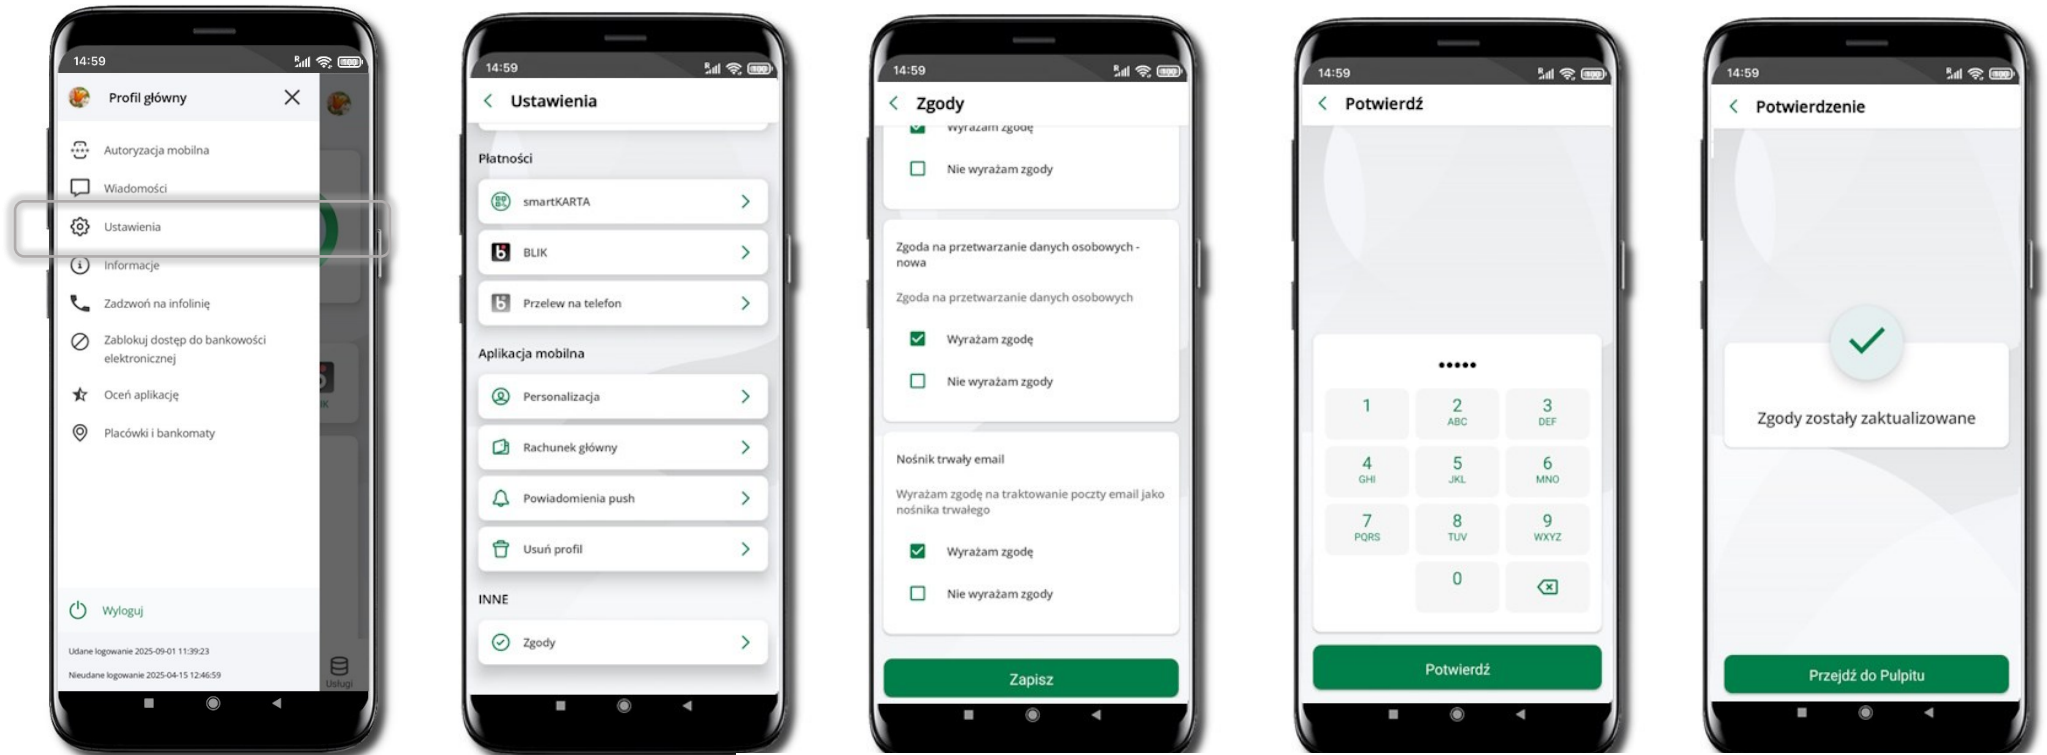 14:59
Profil główny
Autoryzacja mobilna
Wiadomości
Ustawienia
Informacje
Zadzwoń na infolinię
Zablokuj dostęp do bankowości
elektronicznej
Oceń aplikację
Placówki i bankomaty
Wyloguj
Udane logowanie 2025-09-01 11:39:23
Nieudane logowanie 2025-04-15 12:46:59
IK
Usługi
14:59
Ustawienia
Płatności
smartKARTA
BLIK
Przelew na telefon
Aplikacja mobilna
Personalizacja
Rachunek główny
Powiadomienia push
Usuń profil
INNE
Zgody
14:59
Zgody
Wyrażam zgodę
Nie wyrażam zgody
Zgoda na przetwarzanie danych osobowych -
nowa
Zgoda na przetwarzanie danych osobowych
Wyrażam zgodę
Nie wyrażam zgody
Nośnik trwały email
Wyrażam zgodę na traktowanie poczty email jako
nośnika trwałego
Wyrażam zgodę
Nie wyrażam zgody
Zapisz
14:59
Potwierdź
•••••
1 2 3
ABC DEF
4 5 6
GHI JKL MNO
7 8 9
PQRS TUV WXYZ
0
Potwierdź
14:59
Potwierdzenie
Zgody zostały zaktualizowane
Przejdź do Pulpitu